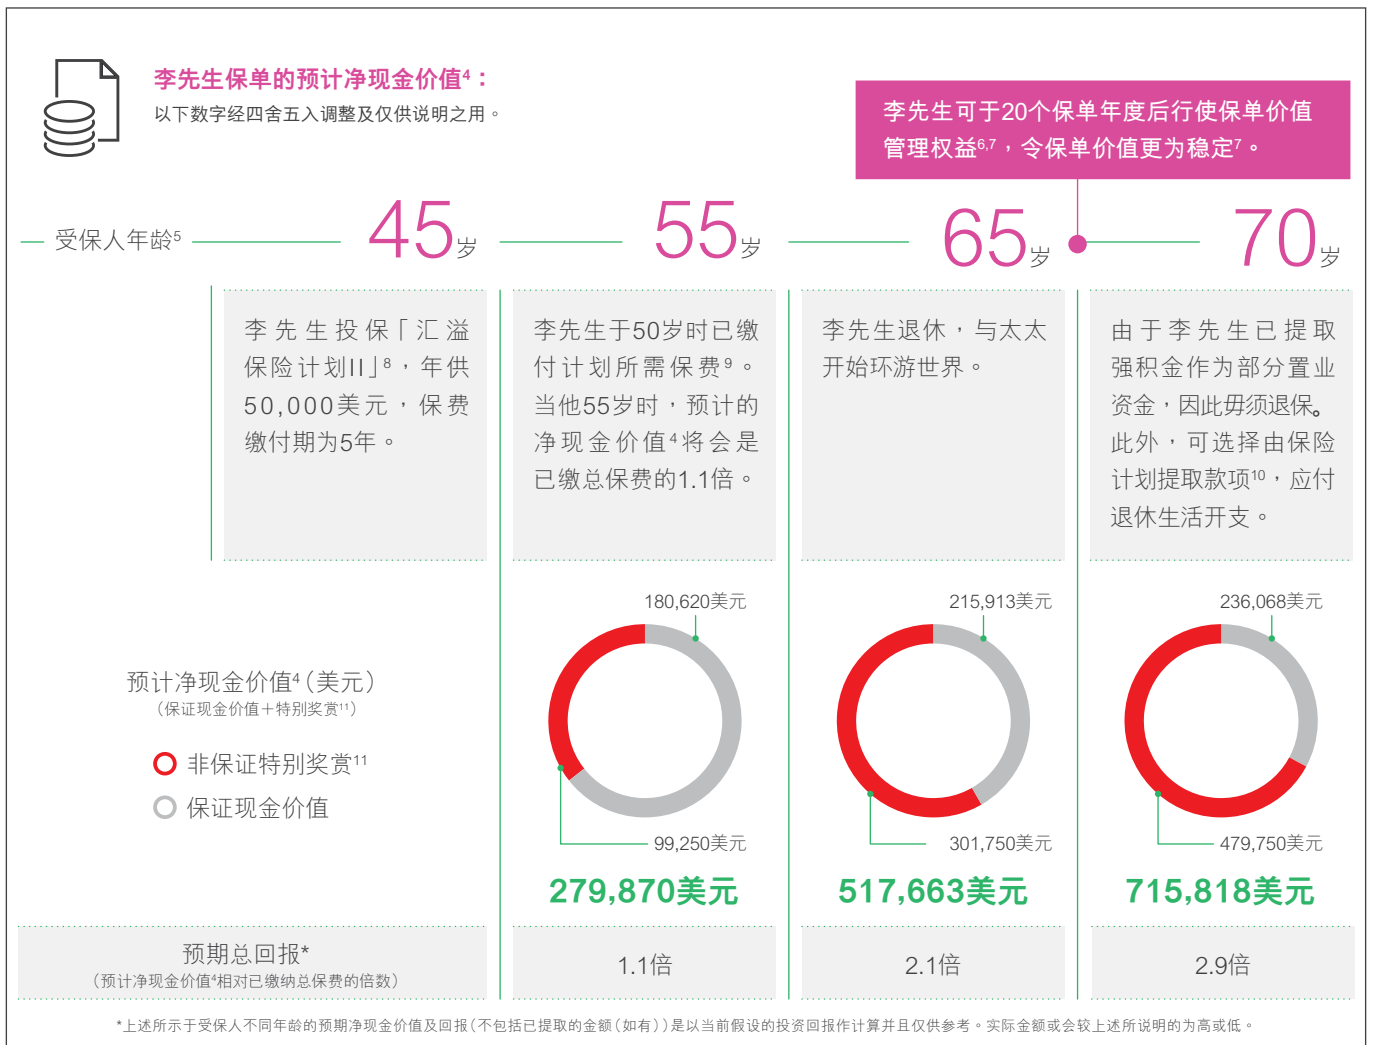 李先生保单的预计净现金价值4：
以下数字经四舍五入调整及仅供说明之用。
李先生可于20个保单年度后行使保单价值
管理权益6,7，令保单价值更为稳定7。
受保人年龄5
45岁
55岁
65岁
70岁
李先生投保「汇溢
保险计划II」8，年供
50,000美元，保费
缴付期为5年。
李先生于50岁时已缴
付计划所需保费9。
当他55岁时，预计的
净现金价值4将会是
已缴总保费的1.1倍。
李先生退休，与太太
开始环游世界。
由于李先生已提取
强积金作为部分置业
资金，因此毋须退保。
此外，可选择由保险
计划提取款项10，应付
退休生活开支。
预计净现金价值4（美元）
（保证现金价值＋特别奖赏11）
非保证特别奖赏11
保证现金价值
180,620美元
99,250美元
279,870美元
215,913美元
301,750美元
517,663美元
236,068美元
479,750美元
715,818美元
预期总回报*
（预计净现金价值4相对已缴纳总保费的倍数）
1.1倍
2.1倍
2.9倍
*上述所示于受保人不同年龄的预期净现金价值及回报（不包括已提取的金额（如有））是以当前假设的投资回报作计算并且仅供参考。实际金额或会较上述所说明的为高或低。